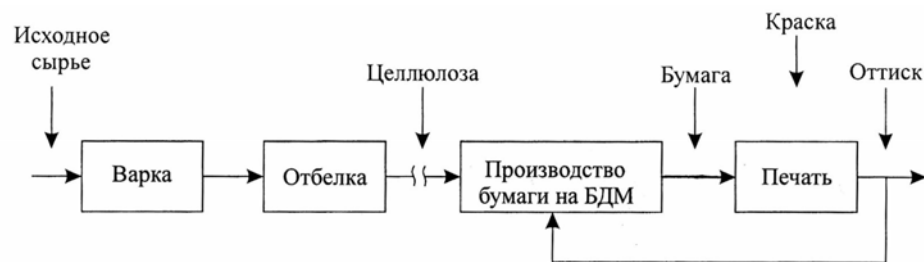 Исходное
сырье
Целлюлоза
Бумага
Краска
Оттиск
Варка
Отбелка
Производство
бумаги на БДМ
Печать